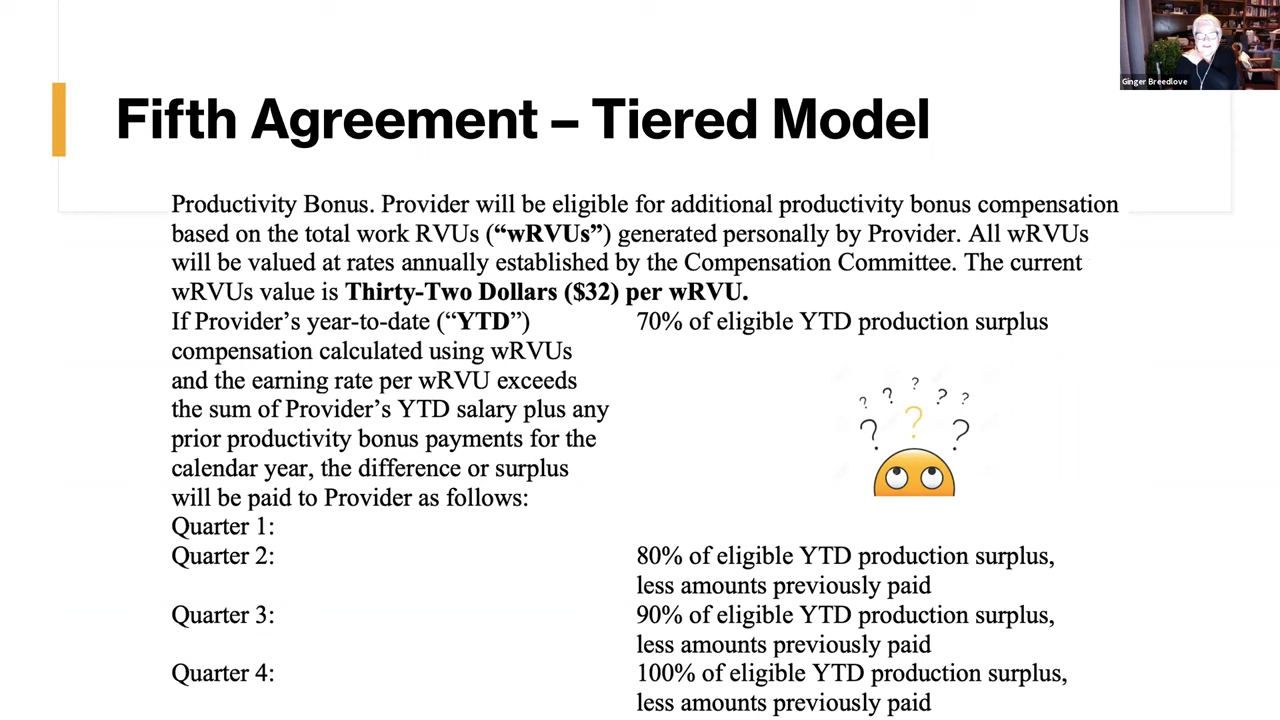 Ginger Breedlove
Fifth Agreement – Tiered Model
Productivity Bonus. Provider will be eligible for additional productivity bonus compensation
based on the total work RVUs (“wRVUs”) generated personally by Provider. All wRVUs
will be valued at rates annually established by the Compensation Committee. The current
wRVUs value is Thirty-Two Dollars ($32) per wRVU.
If Provider’s year-to-date (“YTD”)
compensation calculated using wRVUs
and the earning rate per wRVU exceeds
the sum of Provider’s YTD salary plus any
prior productivity bonus payments for the
calendar year, the difference or surplus
will be paid to Provider as follows:
Quarter 1:
70% of eligible YTD production surplus
? ? ? ? ?
? ? ?
Quarter 2:
80% of eligible YTD production surplus,
less amounts previously paid
Quarter 3:
90% of eligible YTD production surplus,
less amounts previously paid
Quarter 4:
100% of eligible YTD production surplus,
less amounts previously paid